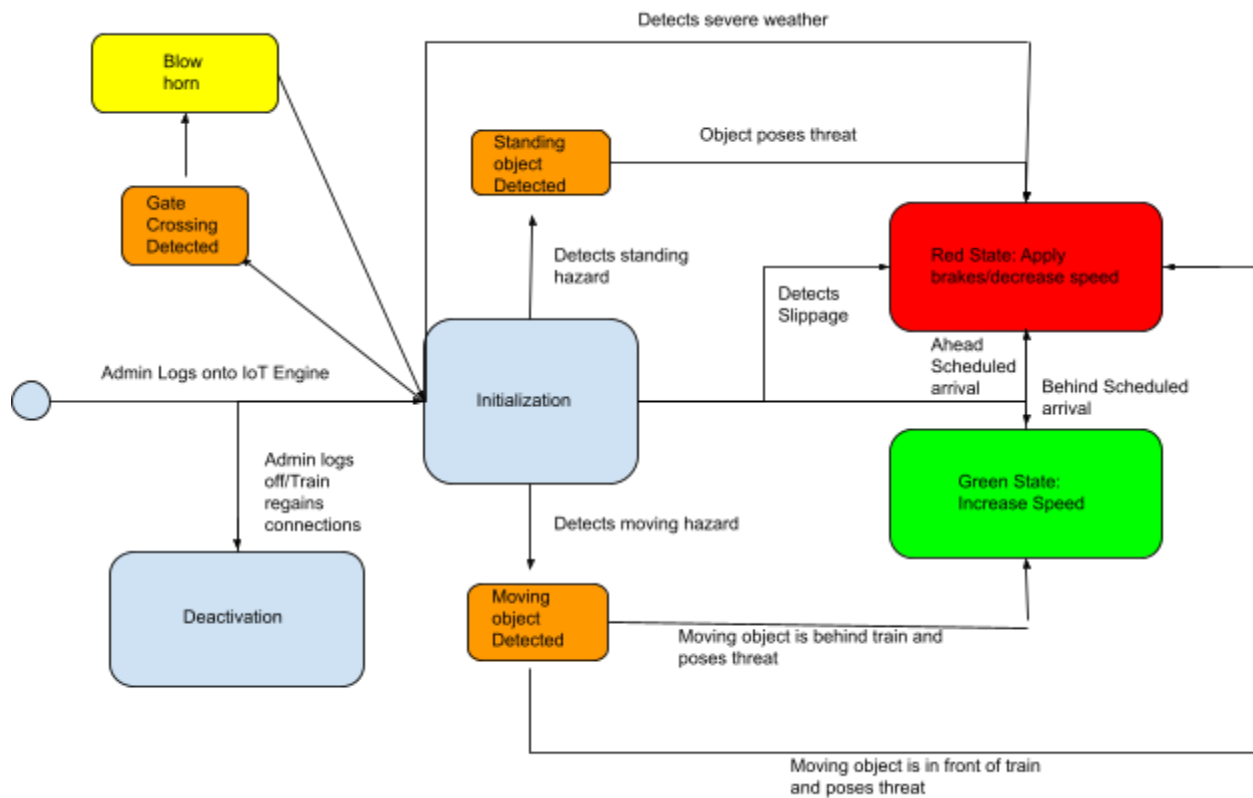 Detects severe weather
Blow
horn
Standing
object
Detected
Object poses threat
Gate
Crossing
Detected
Red State: Apply
brakes/decrease speed
Detects standing
hazard
Detects
Slippage
Ahead
Scheduled
arrival
Admin Logs onto IoT Engine
Initialization
Behind Scheduled
arrival
Admin logs
off/Train
regains
connections
Green State:
Increase Speed
Detects moving hazard
Deactivation
Moving
object
Detected
Moving object is behind train and
poses threat
Moving object is in front of train
and poses threat